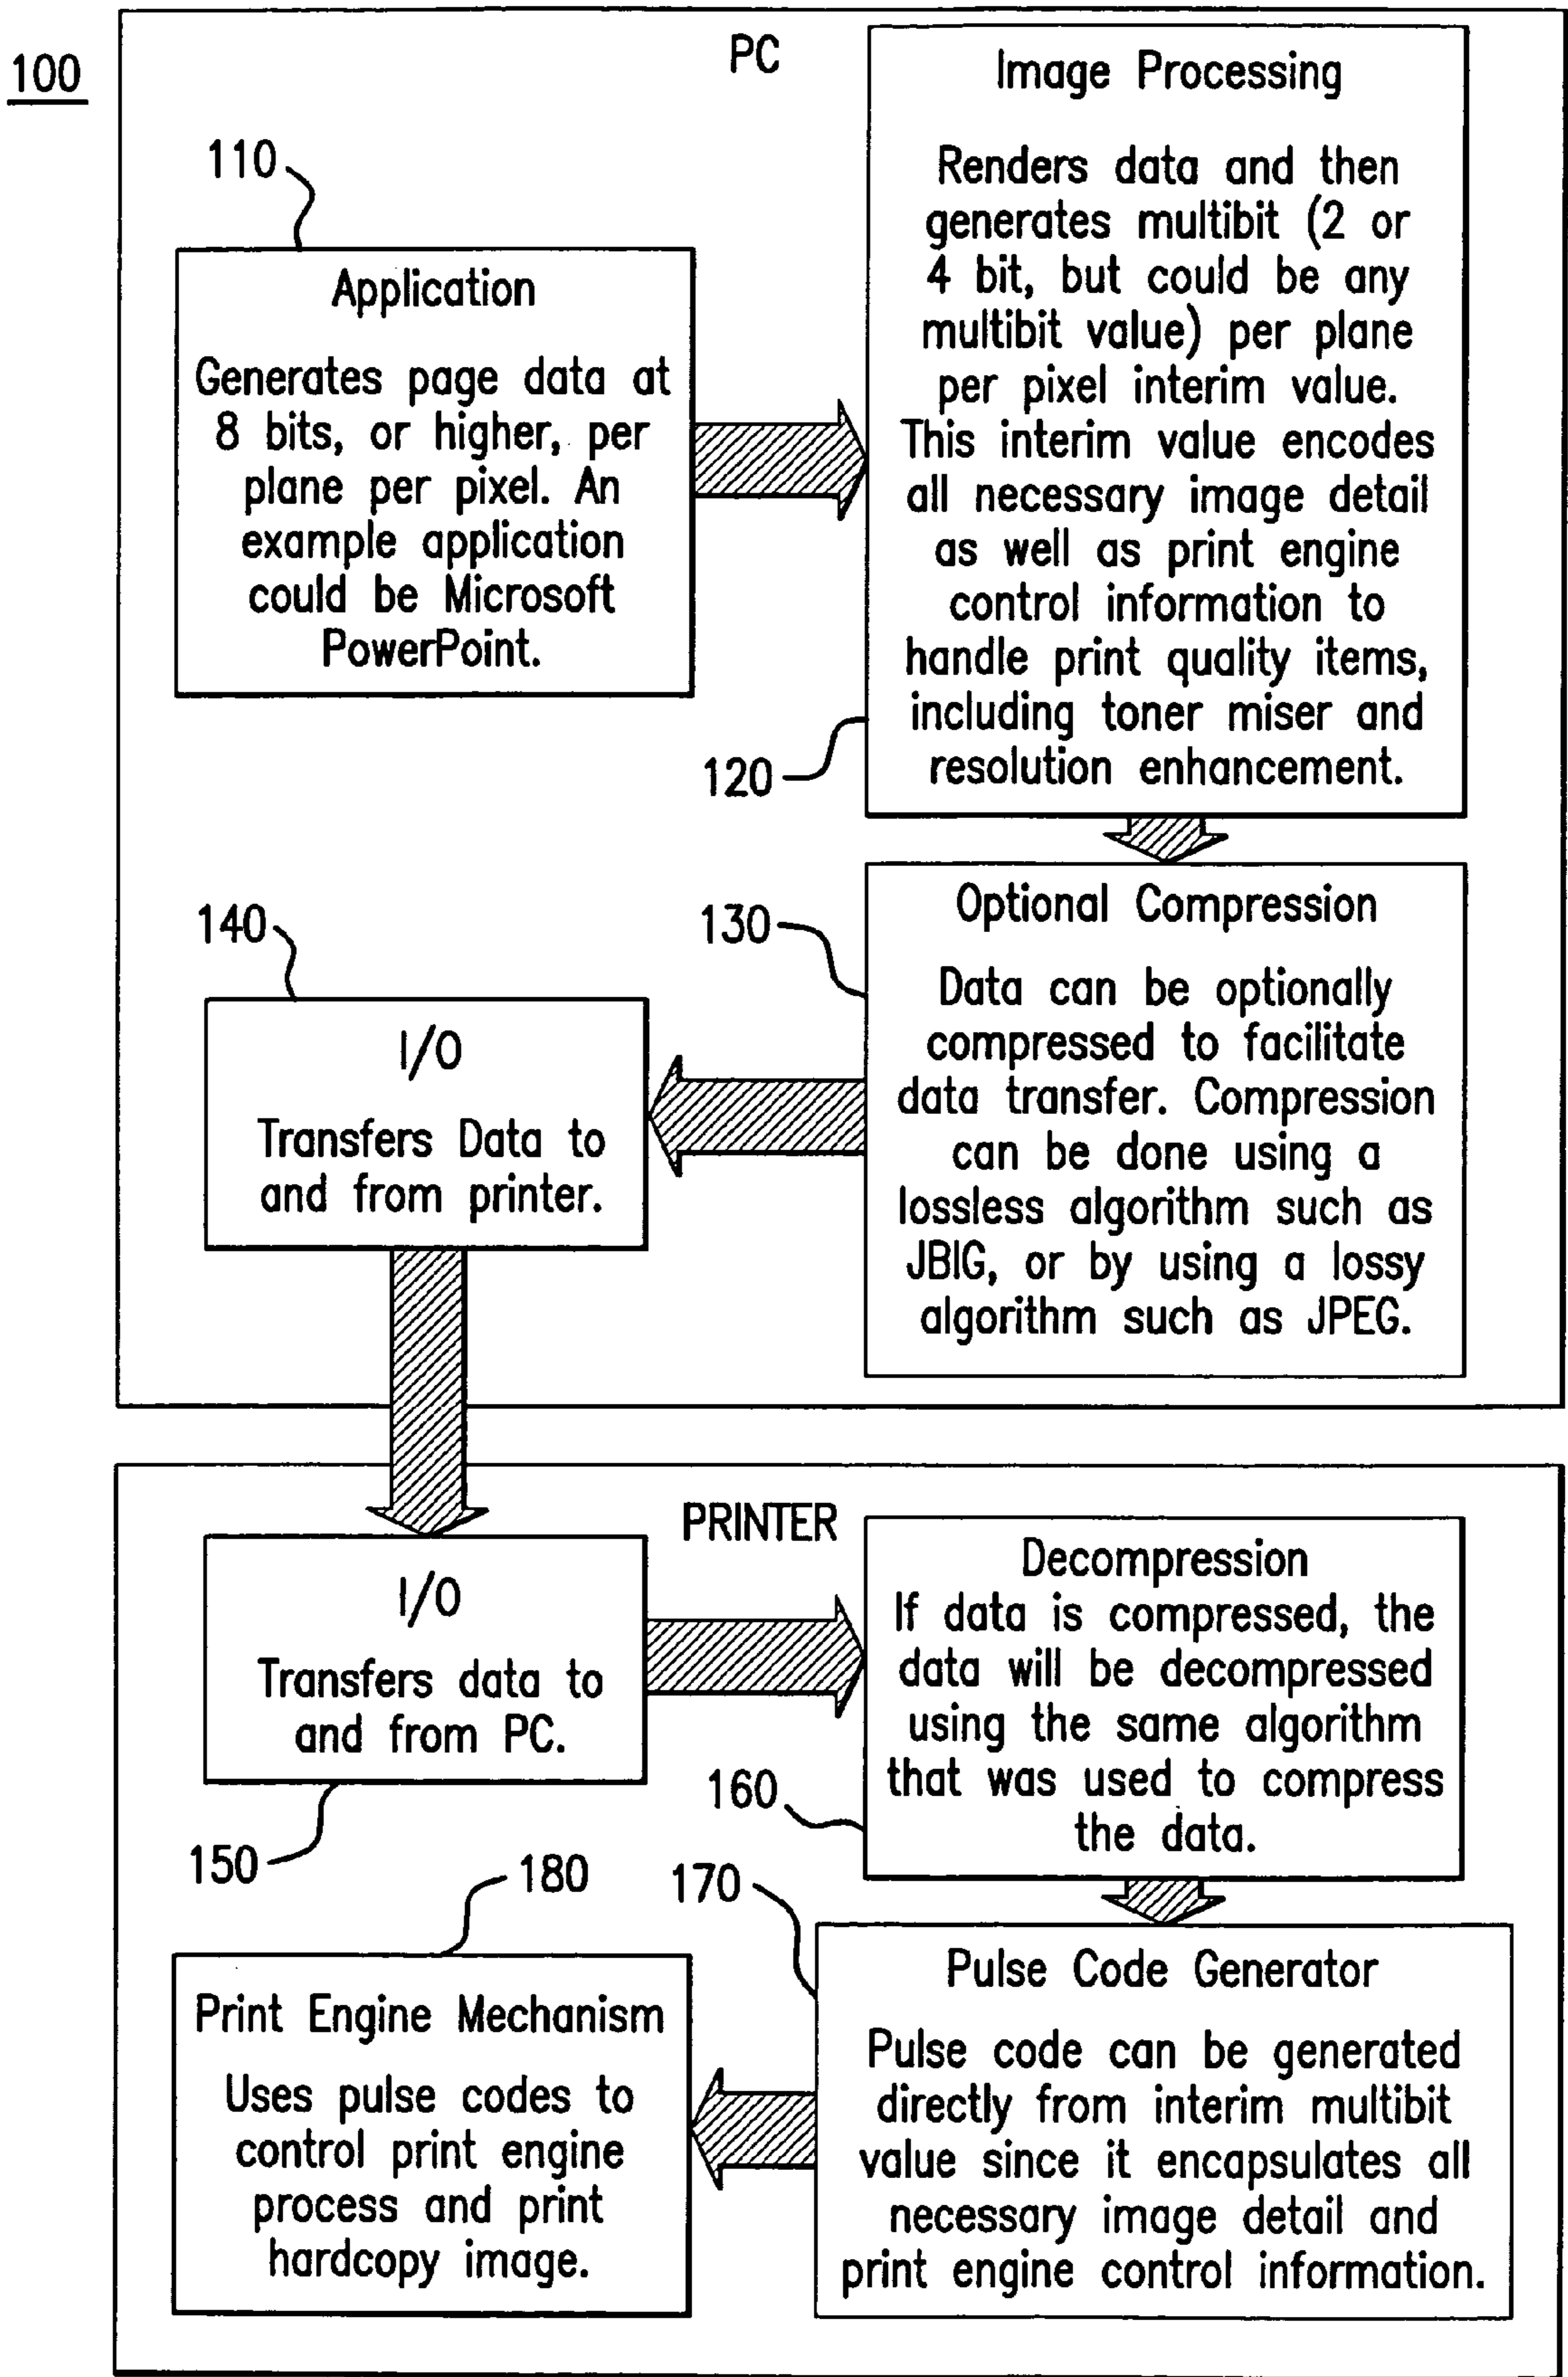 100
PC
110
Application
Generates page data at
8 bits, or higher, per
plane per pixel. An
example application
could be Microsoft
PowerPoint.
Image Processing
Renders data and then
generates multibit (2 or
4 bit, but could be any
multibit value) per plane
per pixel interim value.
This interim value encodes
all necessary image detail
as well as print engine
control information to
handle print quality items,
including toner miser and
resolution enhancement.
120
130
Optional Compression
Data can be optionally
compressed to facilitate
data transfer. Compression
can be done using a
lossless algorithm such as
JBIG, or by using a lossy
algorithm such as JPEG.
140
I/O
Transfers Data to
and from printer.
PRINTER
I/O
Transfers data to
and from PC.
150
Decompression
If data is compressed, the
data will be decompressed
using the same algorithm
that was used to compress
the data.
160
170
Pulse Code Generator
Pulse code can be generated
directly from interim multibit
value since it encapsulates all
necessary image detail and
print engine control information.
180
Print Engine Mechanism
Uses pulse codes to
control print engine
process and print
hardcopy image.